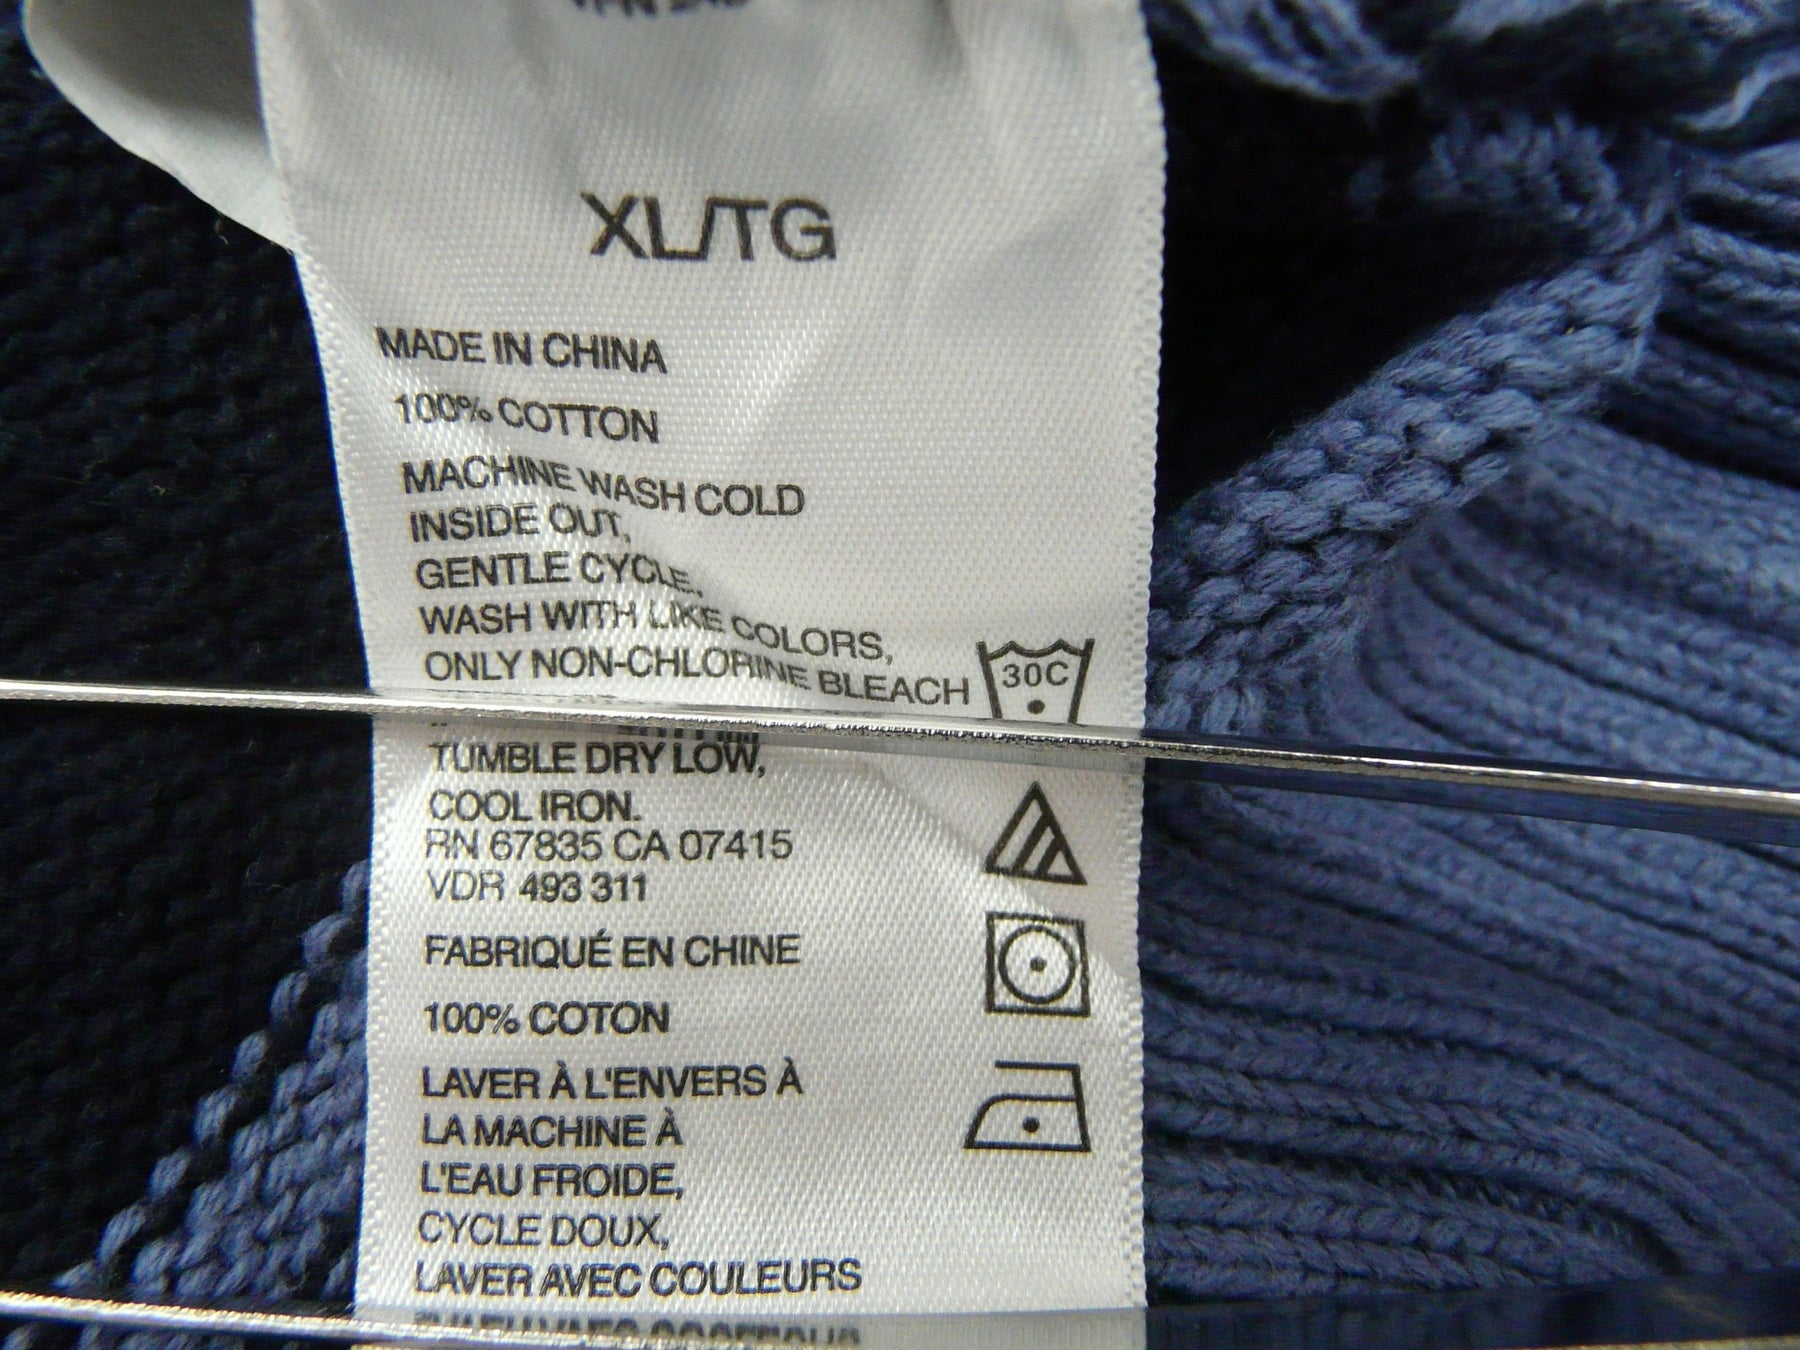 XL/TG
MADE IN CHINA
100% COTTON
MACHINE WASH COLD
INSIDE OUT,
GENTLE CYCLE,
WASH WITH LIKE COLORS,
ONLY NON-CHLORINE BLEACH
30C
TUMBLE DRY LOW,
COOL IRON.
RN 67835 CA 07415
VDR 493 311
FABRIQUÉ EN CHINE
100% COTON
LAVER À L'ENVERS À
LA MACHINE À
L'EAU FROIDE,
CYCLE DOUX,
LAVER AVEC COULEURS